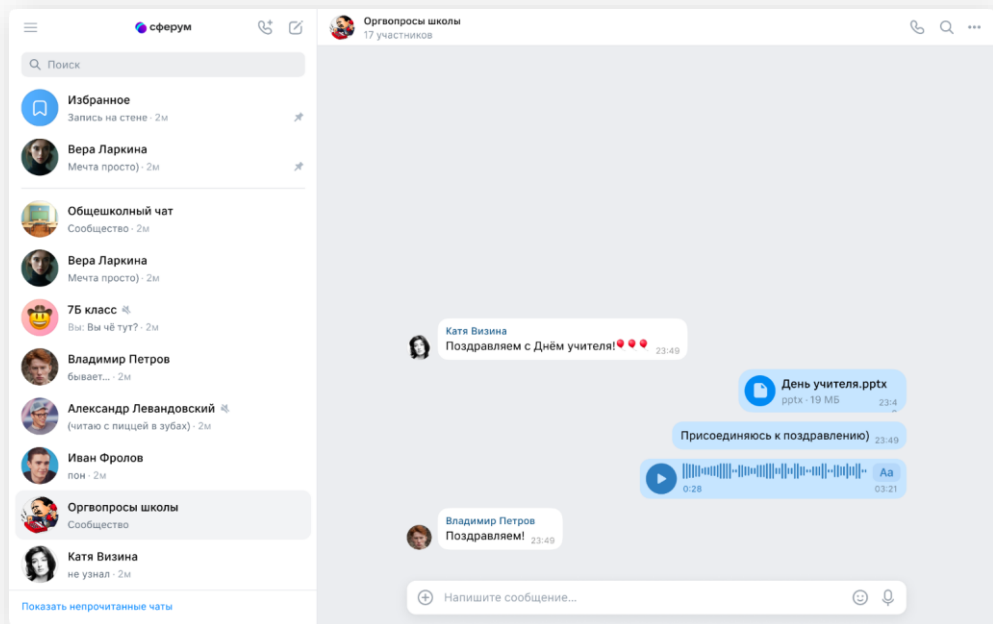 сферум
Поиск
Избранное
Запись на стене · 2м
Вера Ларкина
Мечта просто) · 2м
Общешкольный чат
Сообщество · 2м
Вера Ларкина
Мечта просто) · 2м
7Б класс
Вы: Вы чё тут? · 2м
Владимир Петров
бывает... · 2м
Александр Левандовский
(читаю с пиццей в зубах) · 2м
Иван Фролов
пон · 2м
Оргвопросы школы
Сообщество
Катя Визина
не узнал · 2м
Показать непрочитанные чаты
Оргвопросы школы
17 участников
Катя Визина
Поздравляем с Днём учителя!🎈🎈🎈 23:49
День учителя.pptx
pptx · 19 МБ 23:4
Присоединяюсь к поздравлению) 23:49
Aa
0:28 03:21
Владимир Петров
Поздравляем! 23:49
Напишите сообщение...